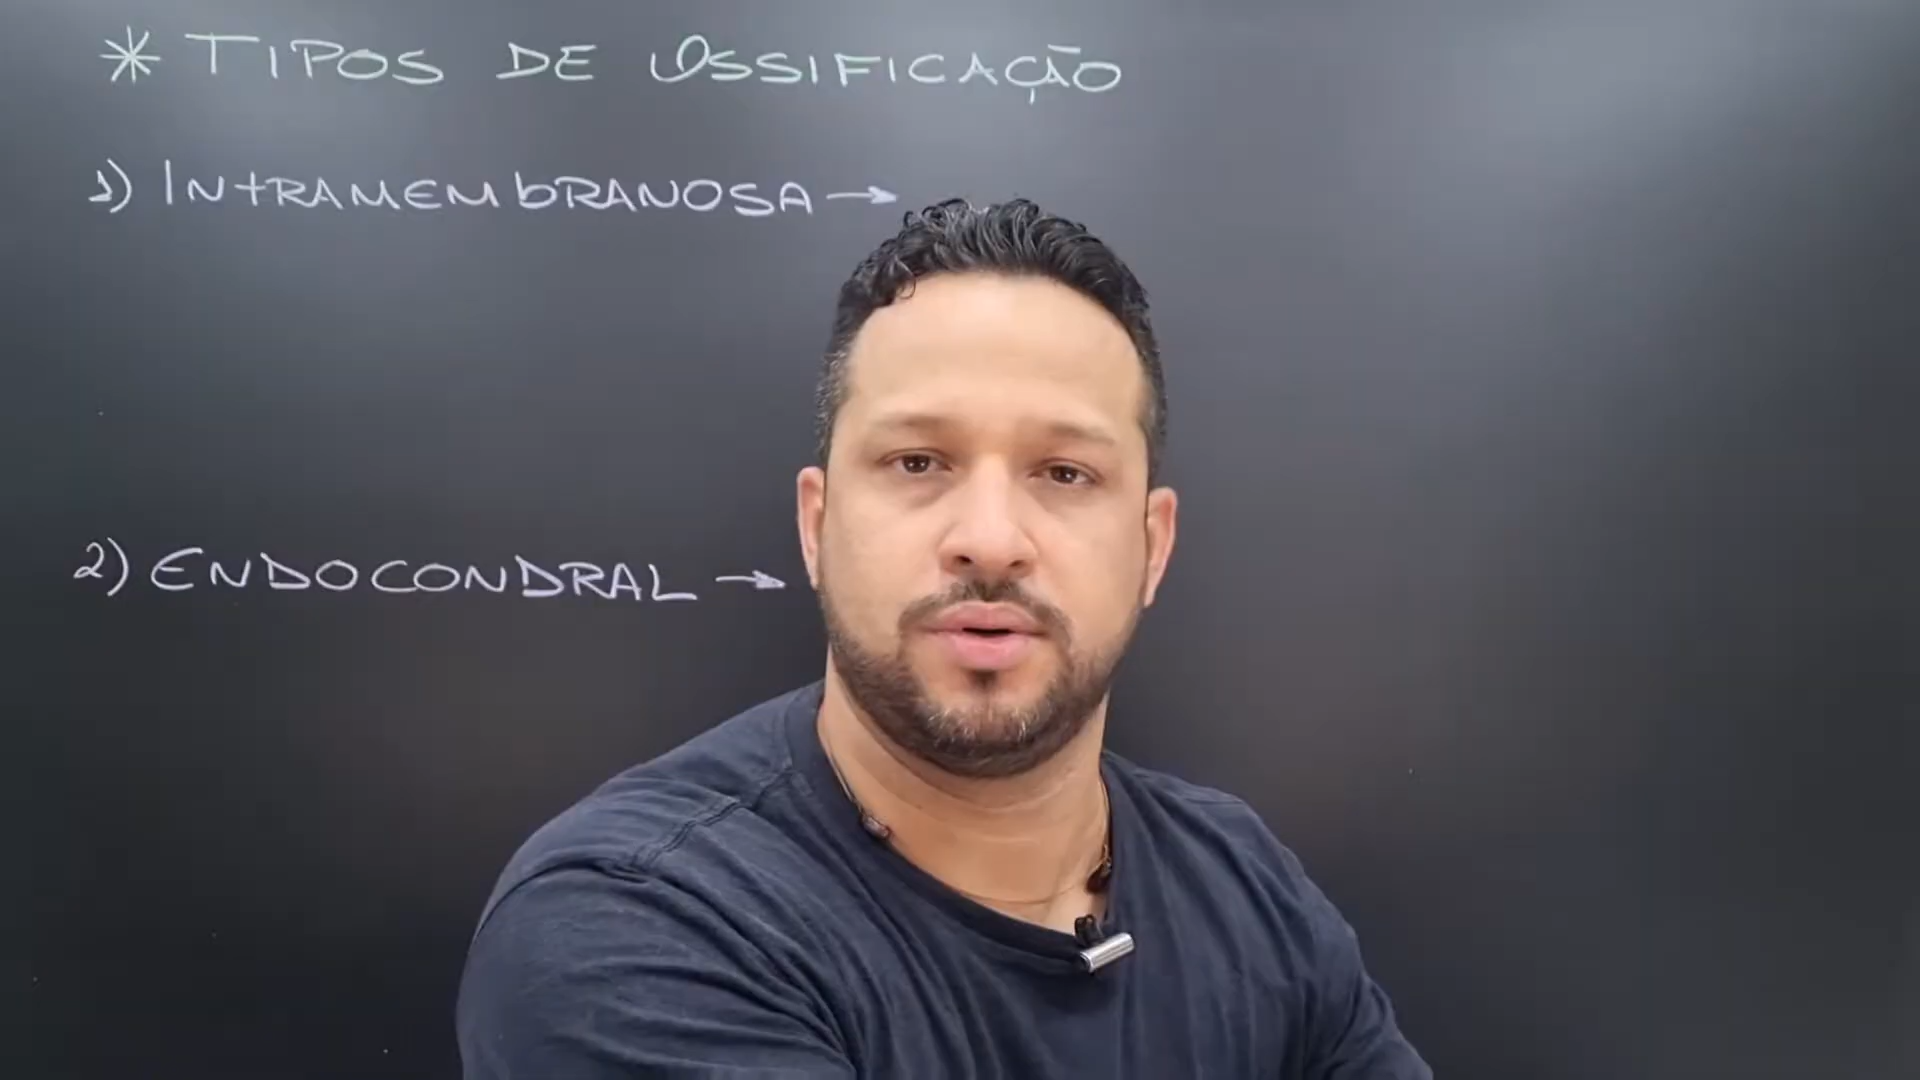 * TIPOS DE OSSIFICAÇÃO
1) INTRAMEMBRANOSA →
2) ENDOCONDRAL →